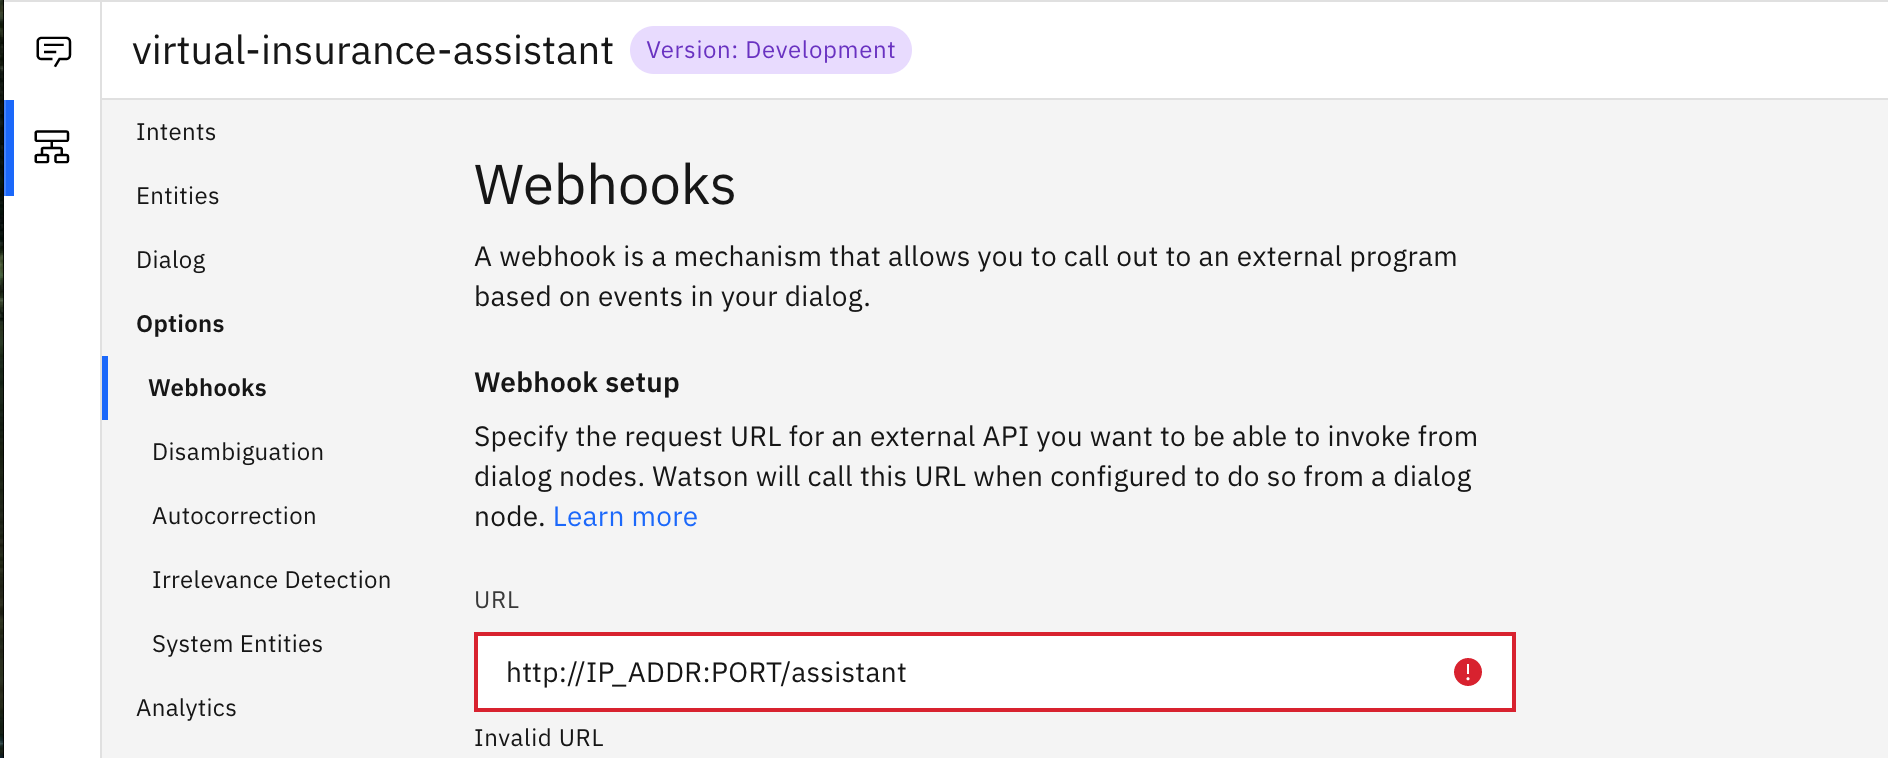 virtual-insurance-assistant Version: Development
Intents
Entities
Dialog
Options
Webhooks
Disambiguation
Autocorrection
Irrelevance Detection
System Entities
Analytics
Webhooks
A webhook is a mechanism that allows you to call out to an external program
based on events in your dialog.
Webhook setup
Specify the request URL for an external API you want to be able to invoke from
dialog nodes. Watson will call this URL when configured to do so from a dialog
node. Learn more
URL
http://IP_ADDR:PORT/assistant
Invalid URL